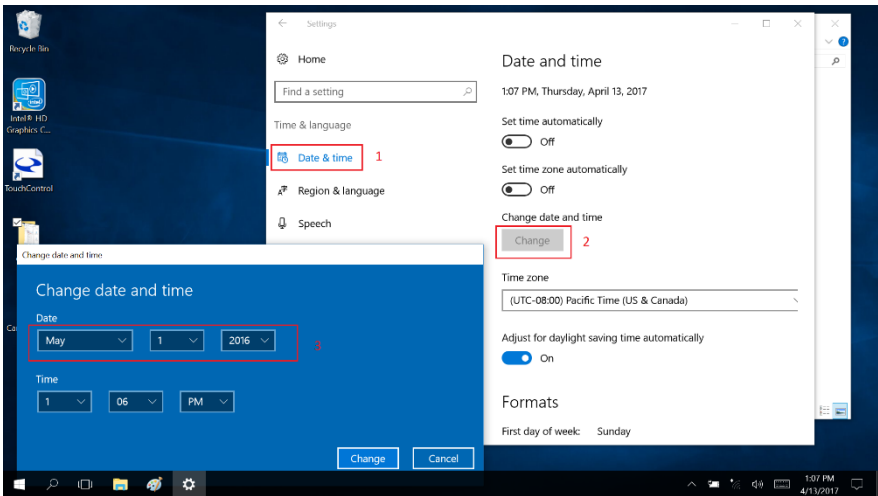 Recycle Bin
Intel® HD
Graphics C...
TouchControl
Settings
Home
Find a setting
Time & language
Date & time
1
Region & language
Speech
Date and time
1:07 PM, Thursday, April 13, 2017
Set time automatically
Off
Set time zone automatically
Off
Change date and time
Change
2
Time zone
(UTC-08:00) Pacific Time (US & Canada)
Adjust for daylight saving time automatically
On
Formats
First day of week: Sunday
Change date and time
Change date and time
Date
May 1 2016
3
Time
1 06 PM
Change Cancel
1:07 PM
4/13/2017